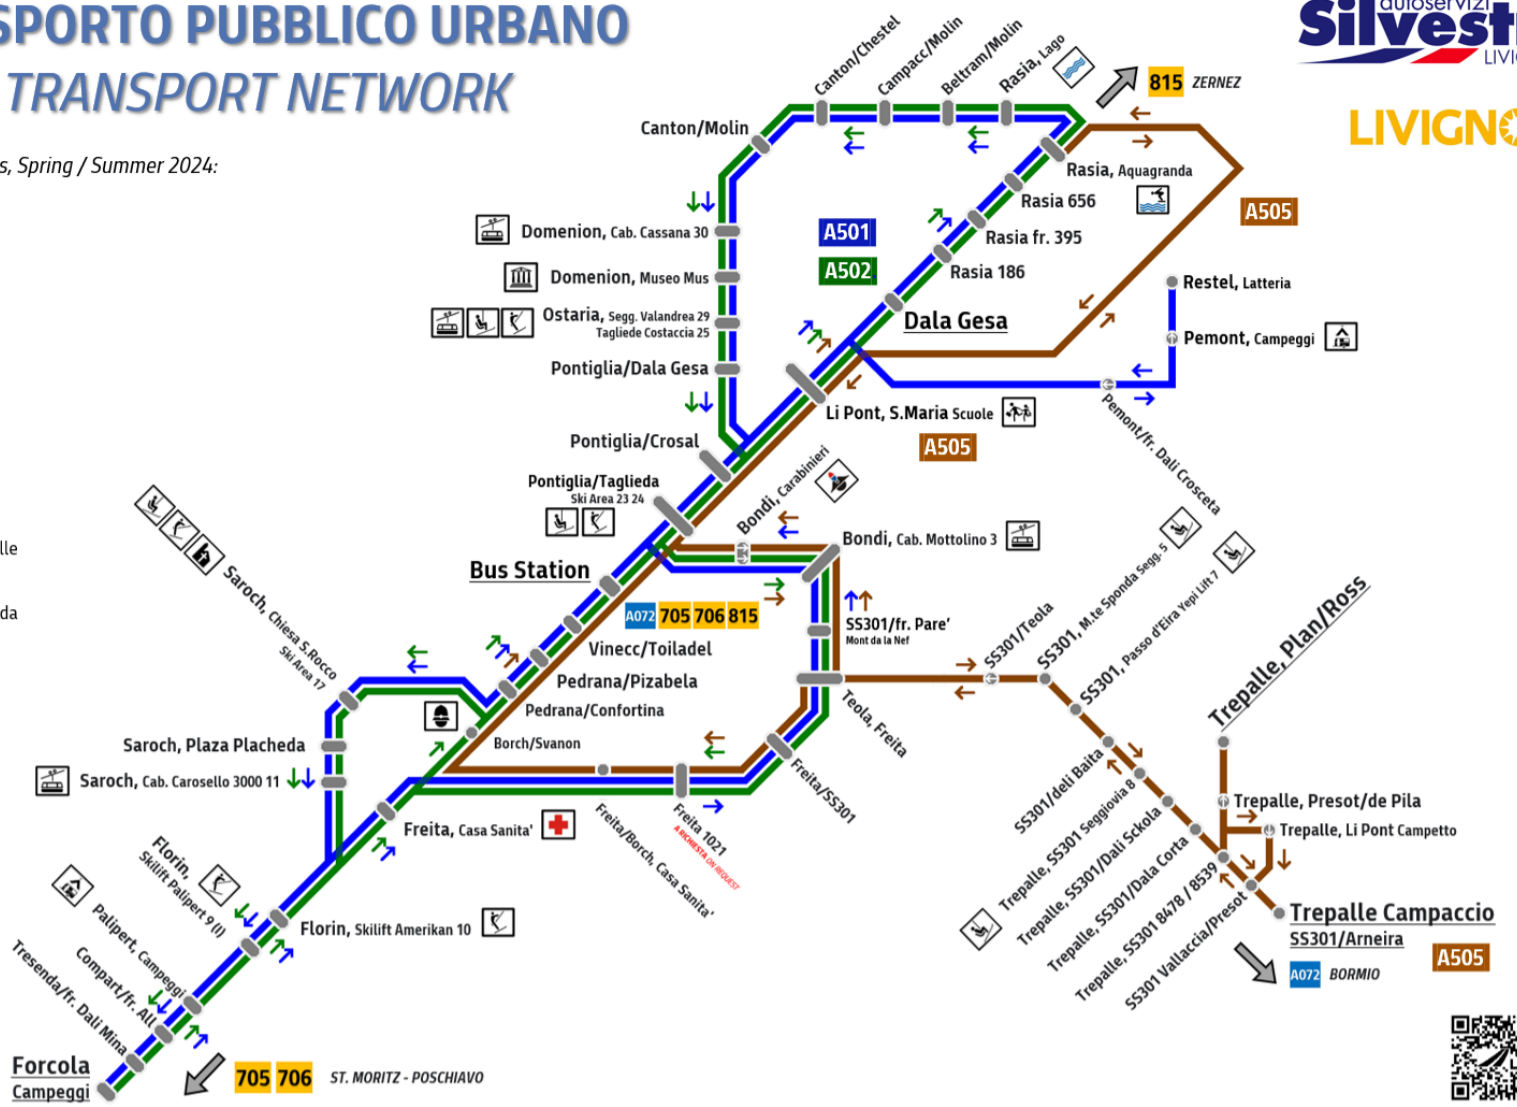 SPORTO PUBBLICO URBANO
TRANSPORT NETWORK
s, Spring / Summer 2024:
autoservizi
Silvest
LIVI
LIVIGN
815 ZERNEZ
Canton/Chestel
Campacc/Molin
Beltram/Molin
Rasia, Lago
Canton/Molin
Rasia, Aquagranda
Rasia 656
Rasia fr. 395
Rasia 186
Dala Gesa
A501
A502
A505
Domenion, Cab. Cassana 30
Domenion, Museo Mus
Ostaria, Segg. Valandrea 29
Tagliede Costaccia 25
Pontiglia/Dala Gesa
Restel, Latteria
Pemont, Campeggi
Pemont/fr. Dali Crosceta
Li Pont, S.Maria Scuole
A505
Pontiglia/Crosal
Pontiglia/Taglieda
Ski Area 23 24
Bondi, Carabinieri
Bondi, Cab. Mottolino 3
Bus Station
A072 705 706 815
lle
da
Saroch, Chiesa S.Rocco
Ski Area 17
Vinecc/Toiladel
Pedrana/Pizabela
Pedrana/Confortina
Borch/Svanon
SS301/fr. Pare'
Mont da la Nef
Teola, Freita
SS301/Teola
SS301, M.te Sponda Segg. 5
SS301, Passo d'Eira Yepi Lift 7
Trepalle, Plan/Ross
Saroch, Plaza Placheda
Saroch, Cab. Carosello 3000 11
Freita/SS301
Freita, Casa Sanita'
Freita/Borch, Casa Sanita'
Freita 1021
A RICHIESTA ON REQUEST
SS301/deli Baita
Trepalle, SS301 Seggiovia 8
Trepalle, SS301/Dali Sckola
Trepalle, SS301/Dala Corta
Trepalle, SS301 8478 / 8539
SS301 Vallaccia/Presot
Trepalle, Presot/de Pila
Trepalle, Li Pont Campetto
Trepalle Campaccio
SS301/Arneira
A505
A072 BORMIO
Florin,
Skilift Palipert 9 (I)
Florin, Skilift Amerikan 10
Palipert, Campeggi
Compart/fr. All
Tresenda/fr. Dali Mina
Forcola
Campeggi
705 706 ST. MORITZ - POSCHIAVO